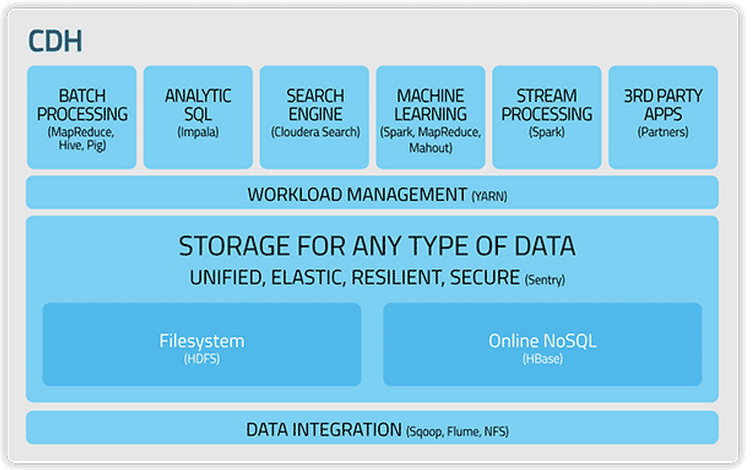 CDH
BATCH
PROCESSING
(MapReduce,
Hive, Pig)
ANALYTIC
SQL
(Impala)
SEARCH
ENGINE
(Cloudera Search)
MACHINE
LEARNING
(Spark, MapReduce,
Mahout)
STREAM
PROCESSING
(Spark)
3RD PARTY
APPS
(Partners)
WORKLOAD MANAGEMENT (YARN)
STORAGE FOR ANY TYPE OF DATA
UNIFIED, ELASTIC, RESILIENT, SECURE (Sentry)
Filesystem
(HDFS)
Online NoSQL
(HBase)
DATA INTEGRATION (Sqoop, Flume, NFS)